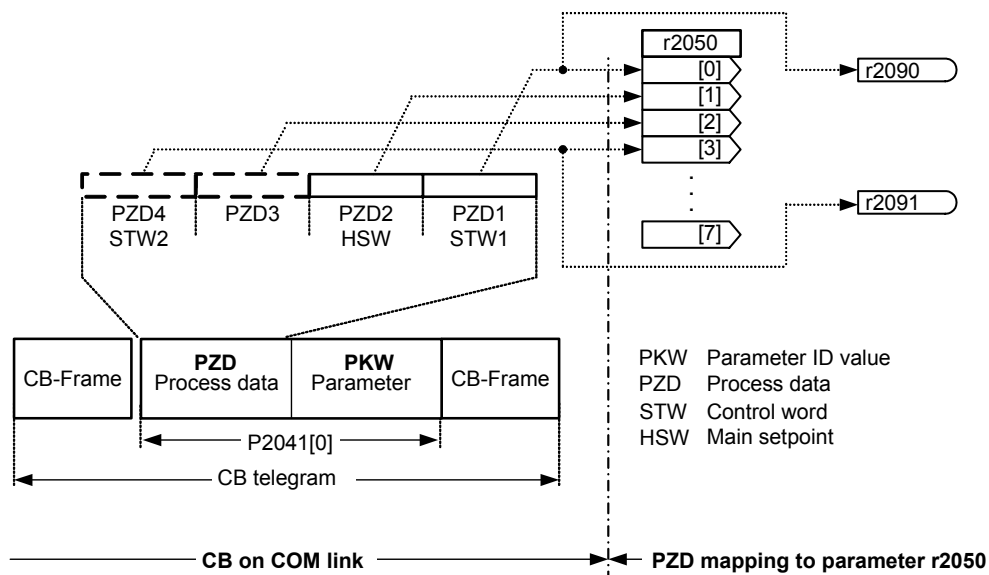 r2050
[0]
r2090
[1]
[2]
[3]
PZD4
STW2
PZD3
PZD2
HSW
PZD1
STW1
r2091
[7]
CB-Frame
PZD
Process data
PKW
Parameter
CB-Frame
P2041[0]
CB telegram
PKW Parameter ID value
PZD Process data
STW Control word
HSW Main setpoint
CB on COM link
PZD mapping to parameter r2050